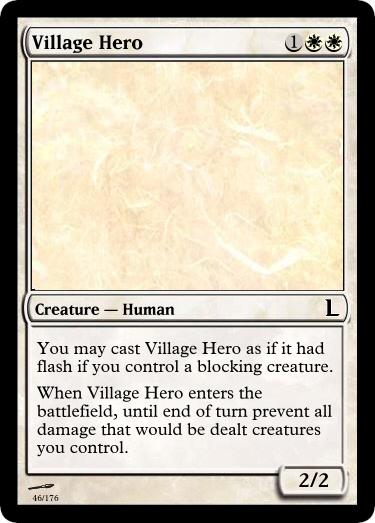 Village Hero 1
Creature — Human L
You may cast Village Hero as if it had
flash if you control a blocking creature.
When Village Hero enters the
battlefield, until end of turn prevent all
damage that would be dealt creatures
you control.
2/2
46/176